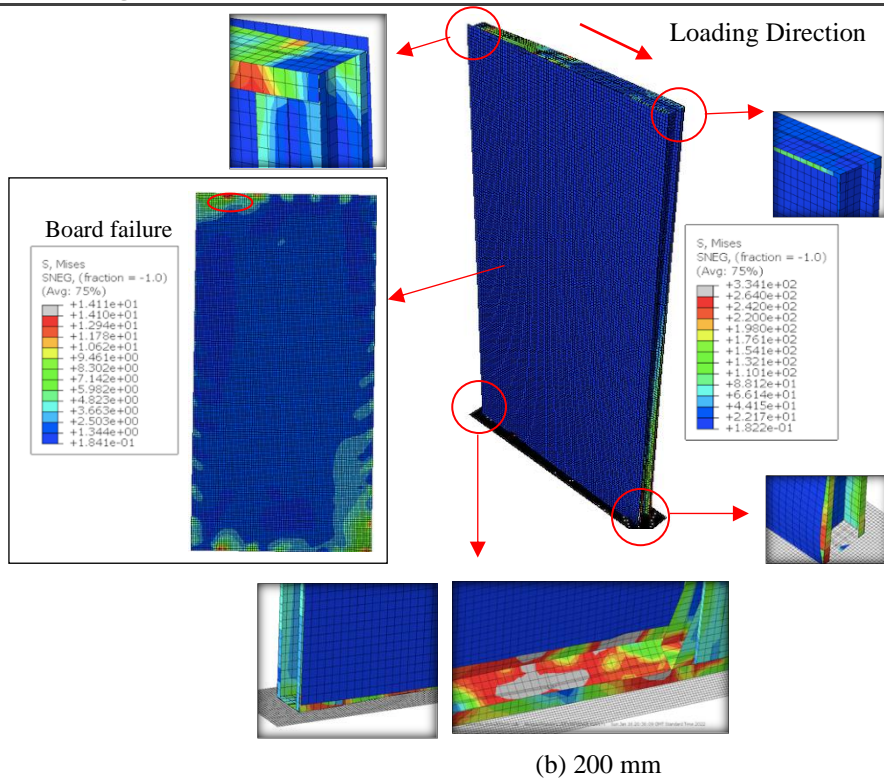 Loading Direction
Board failure
S, Mises
SNEG, (fraction = -1.0)
(Avg: 75%)
+1.411e+01
+1.410e+01
+1.294e+01
+1.178e+01
+1.062e+01
+9.461e+00
+8.302e+00
+7.142e+00
+5.982e+00
+4.823e+00
+3.663e+00
+2.503e+00
+1.344e+00
+1.841e-01
S, Mises
SNEG, (fraction = -1.0)
(Avg: 75%)
+3.341e+02
+2.640e+02
+2.420e+02
+2.200e+02
+1.980e+02
+1.761e+02
+1.541e+02
+1.321e+02
+1.101e+02
+8.812e+01
+6.614e+01
+4.415e+01
+2.217e+01
+1.822e-01
Standard Time 2022
(b) 200 mm